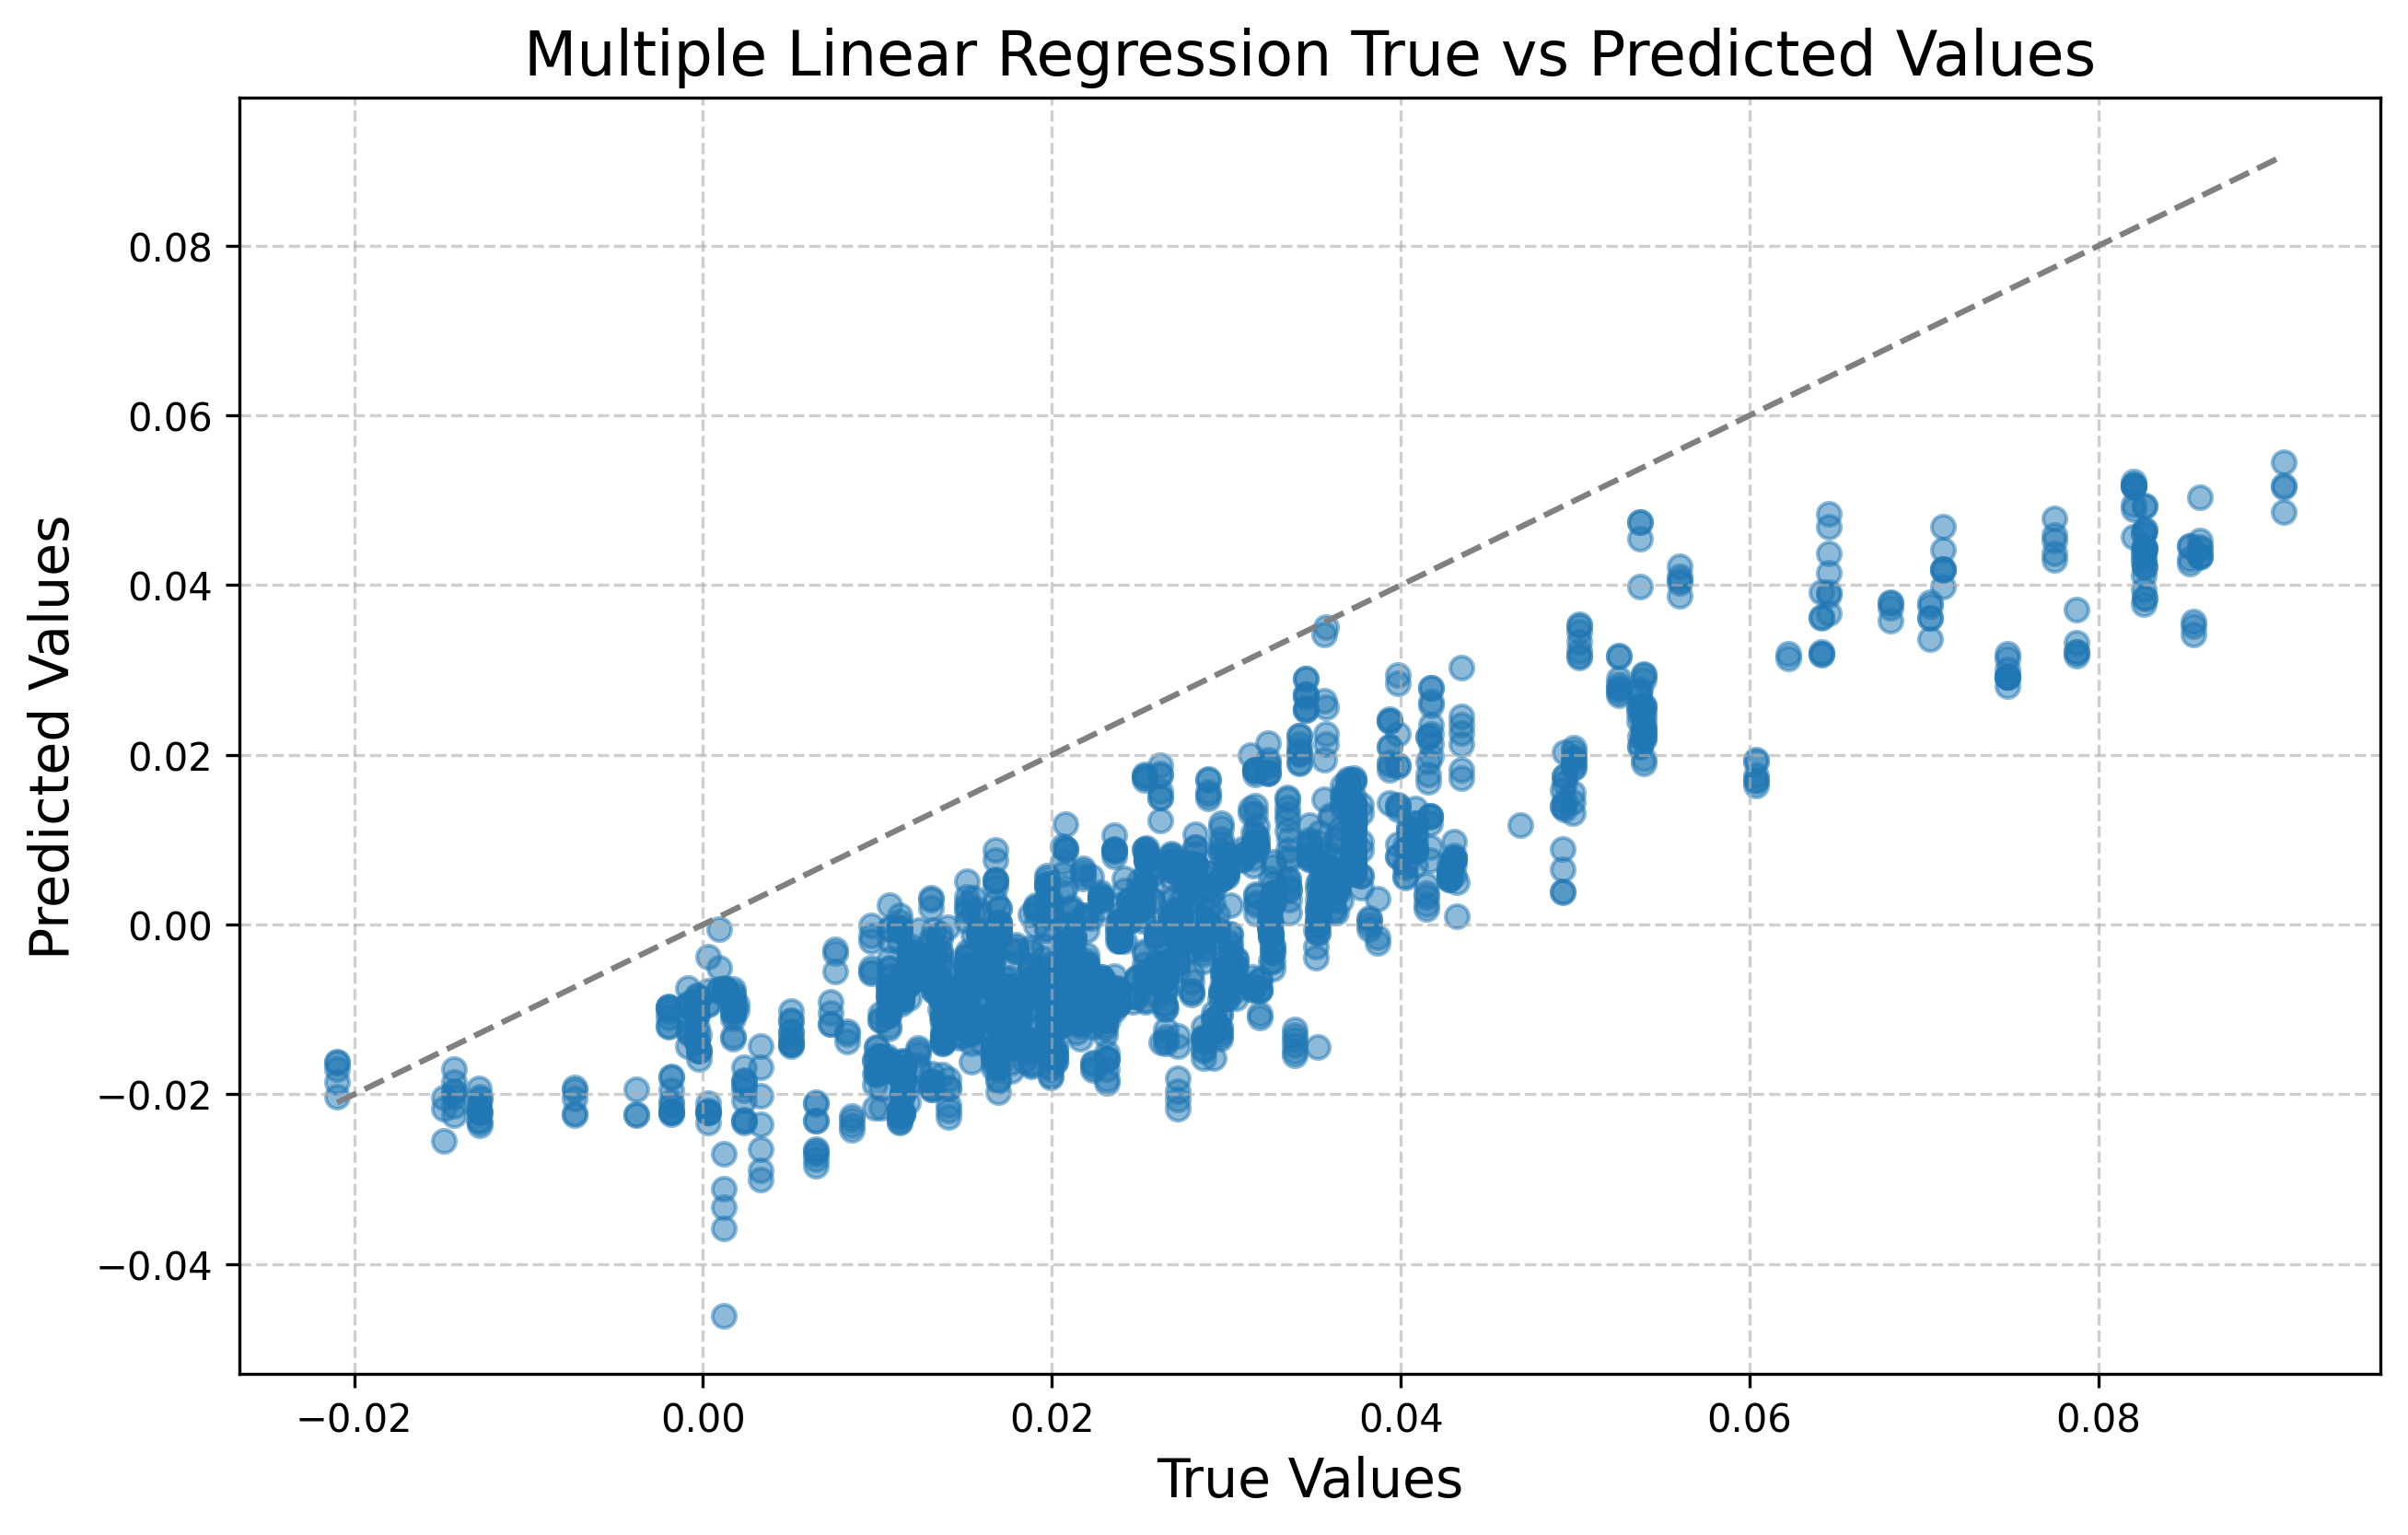 Multiple Linear Regression True vs Predicted Values
Predicted Values
0.08
0.06
0.04
0.02
0.00
−0.02
−0.04
−0.02 0.00 0.02 0.04 0.06 0.08
True Values